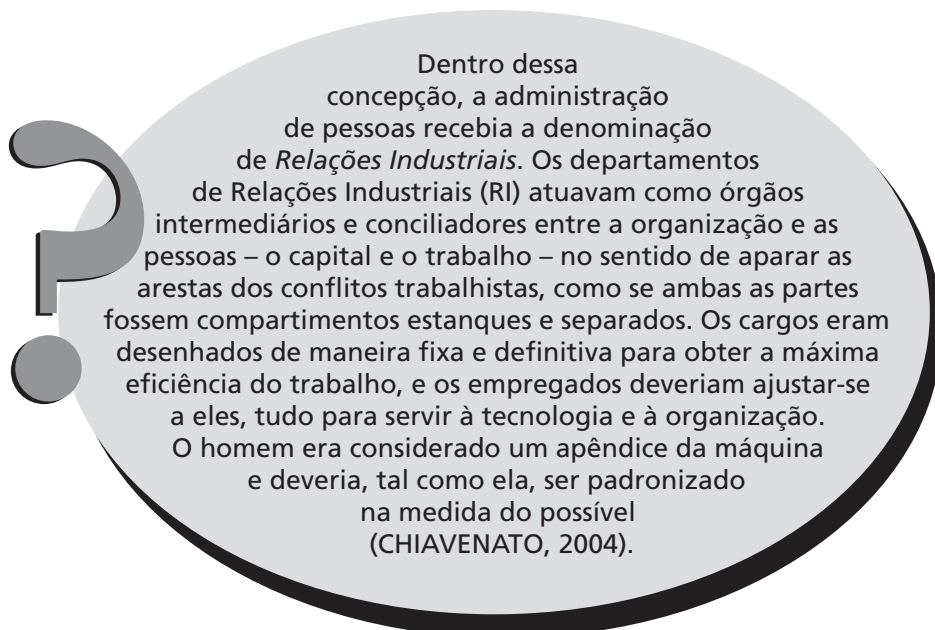 Dentro dessa
concepção, a administração
de pessoas recebia a denominação
de Relações Industriais. Os departamentos
de Relações Industriais (RI) atuavam como órgãos
intermediários e conciliadores entre a organização e as
pessoas – o capital e o trabalho – no sentido de aparar as
arestas dos conflitos trabalhistas, como se ambas as partes
fossem compartimentos estanques e separados. Os cargos eram
desenhados de maneira fixa e definitiva para obter a máxima
eficiência do trabalho, e os empregados deveriam ajustar-se
a eles, tudo para servir à tecnologia e à organização.
O homem era considerado um apêndice da máquina
e deveria, tal como ela, ser padronizado
na medida do possível
(CHIAVENATO, 2004).